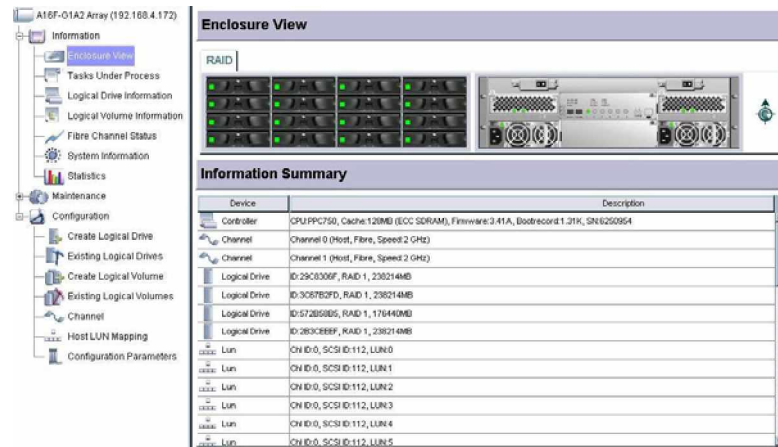 A16F-G1A2 Array (192.168.4.172)
Information
Enclosure View
Tasks Under Process
Logical Drive Information
Logical Volume Information
Fibre Channel Status
System Information
Statistics
Maintenance
Configuration
Create Logical Drive
Existing Logical Drives
Create Logical Volume
Existing Logical Volumes
Channel
Host LUN Mapping
Configuration Parameters
Enclosure View
RAID
Information Summary
Device Description
Controller CPU:PPC750, Cache:128MB (ECC SDRAM), Firmware:3.41A, Bootrecord:1.31K, SN:6250954
Channel Channel 0 (Host, Fibre, Speed:2 GHz)
Channel Channel 1 (Host, Fibre, Speed:2 GHz)
Logical Drive ID:29C8306F, RAID 1, 238214MB
Logical Drive ID:3C67B2FD, RAID 1, 238214MB
Logical Drive ID:572B58B5, RAID 1, 176440MB
Logical Drive ID:2B3CEEEF, RAID 1, 238214MB
Lun Chl ID:0, SCSI ID:112, LUN:0
Lun Chl ID:0, SCSI ID:112, LUN:1
Lun Chl ID:0, SCSI ID:112, LUN:2
Lun Chl ID:0, SCSI ID:112, LUN:3
Lun Chl ID:0, SCSI ID:112, LUN:4
Lun Chl ID:0, SCSI ID:112, LUN:5